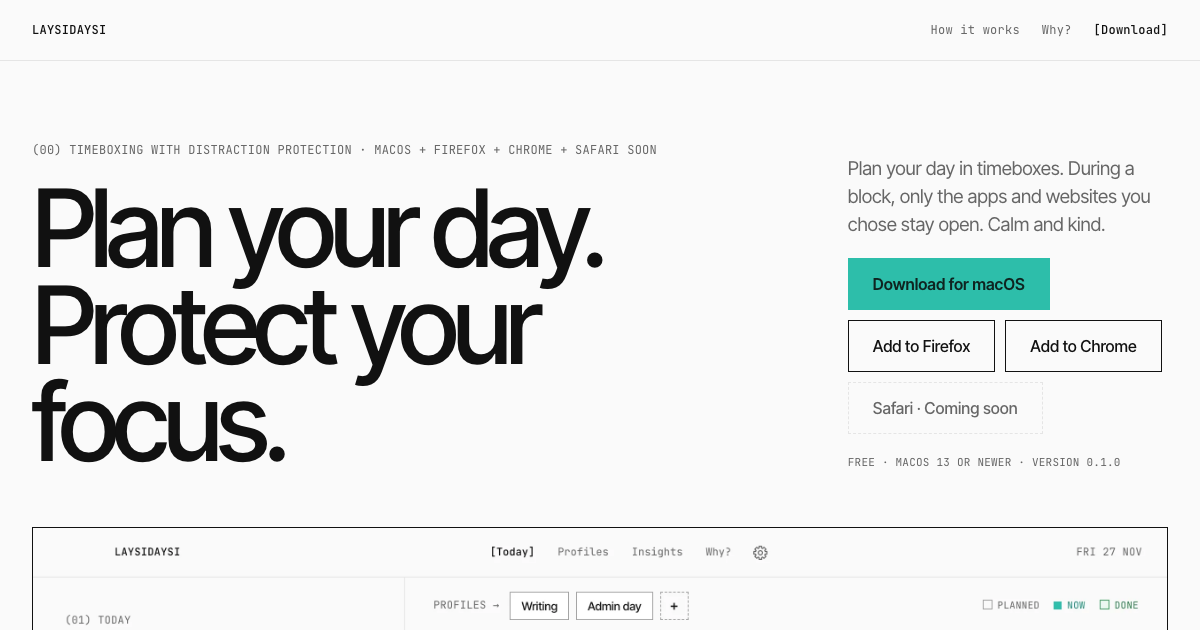 LAYSIDAYSI
How it works Why? [Download]
(00) TIMEBOXING WITH DISTRACTION PROTECTION · MACOS + FIREFOX + CHROME + SAFARI SOON
Plan your day.
Protect your
focus.
Plan your day in timeboxes. During a
block, only the apps and websites you
chose stay open. Calm and kind.
Download for macOS
Add to Firefox Add to Chrome
Safari · Coming soon
FREE · MACOS 13 OR NEWER · VERSION 0.1.0
LAYSIDAYSI [Today] Profiles Insights Why? FRI 27 NOV
(01) TODAY
PROFILES → Writing Admin day + PLANNED NOW DONE